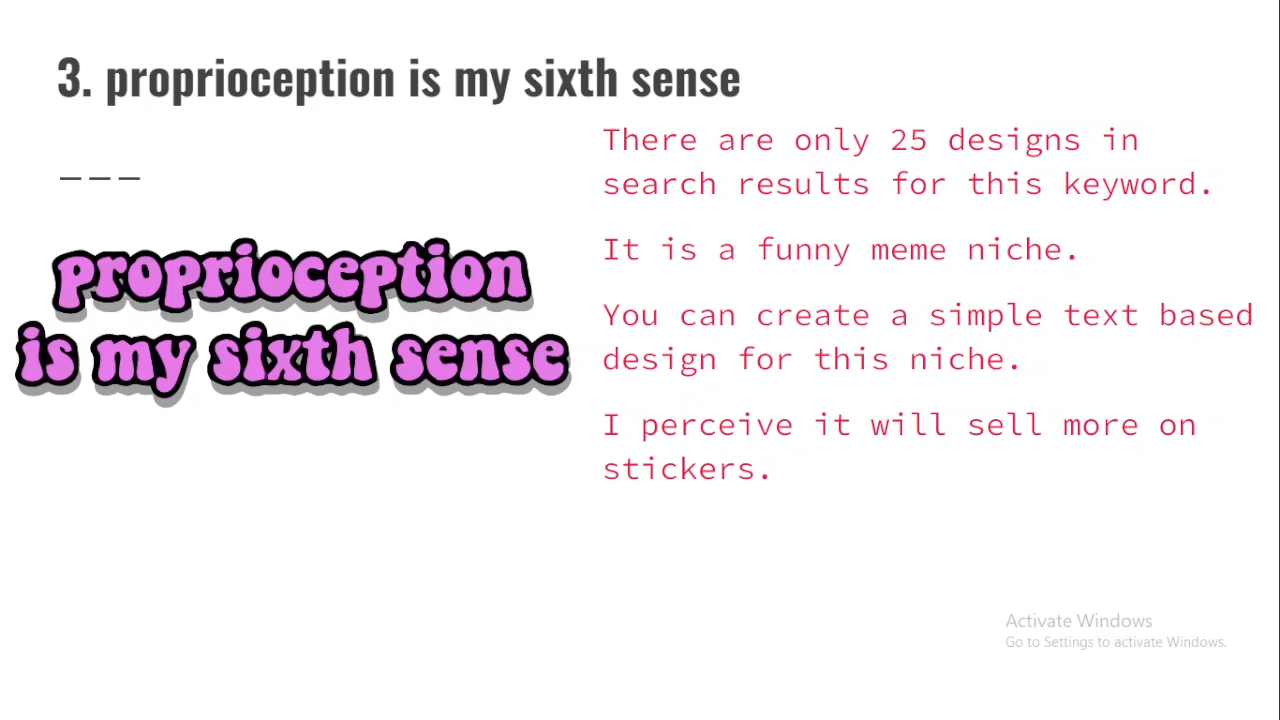 3. proprioception is my sixth sense
There are only 25 designs in
search results for this keyword.
It is a funny meme niche.
You can create a simple text based
design for this niche.
I perceive it will sell more on
stickers.
proprioception
is my sixth sense
Activate Windows
Go to Settings to activate Windows.